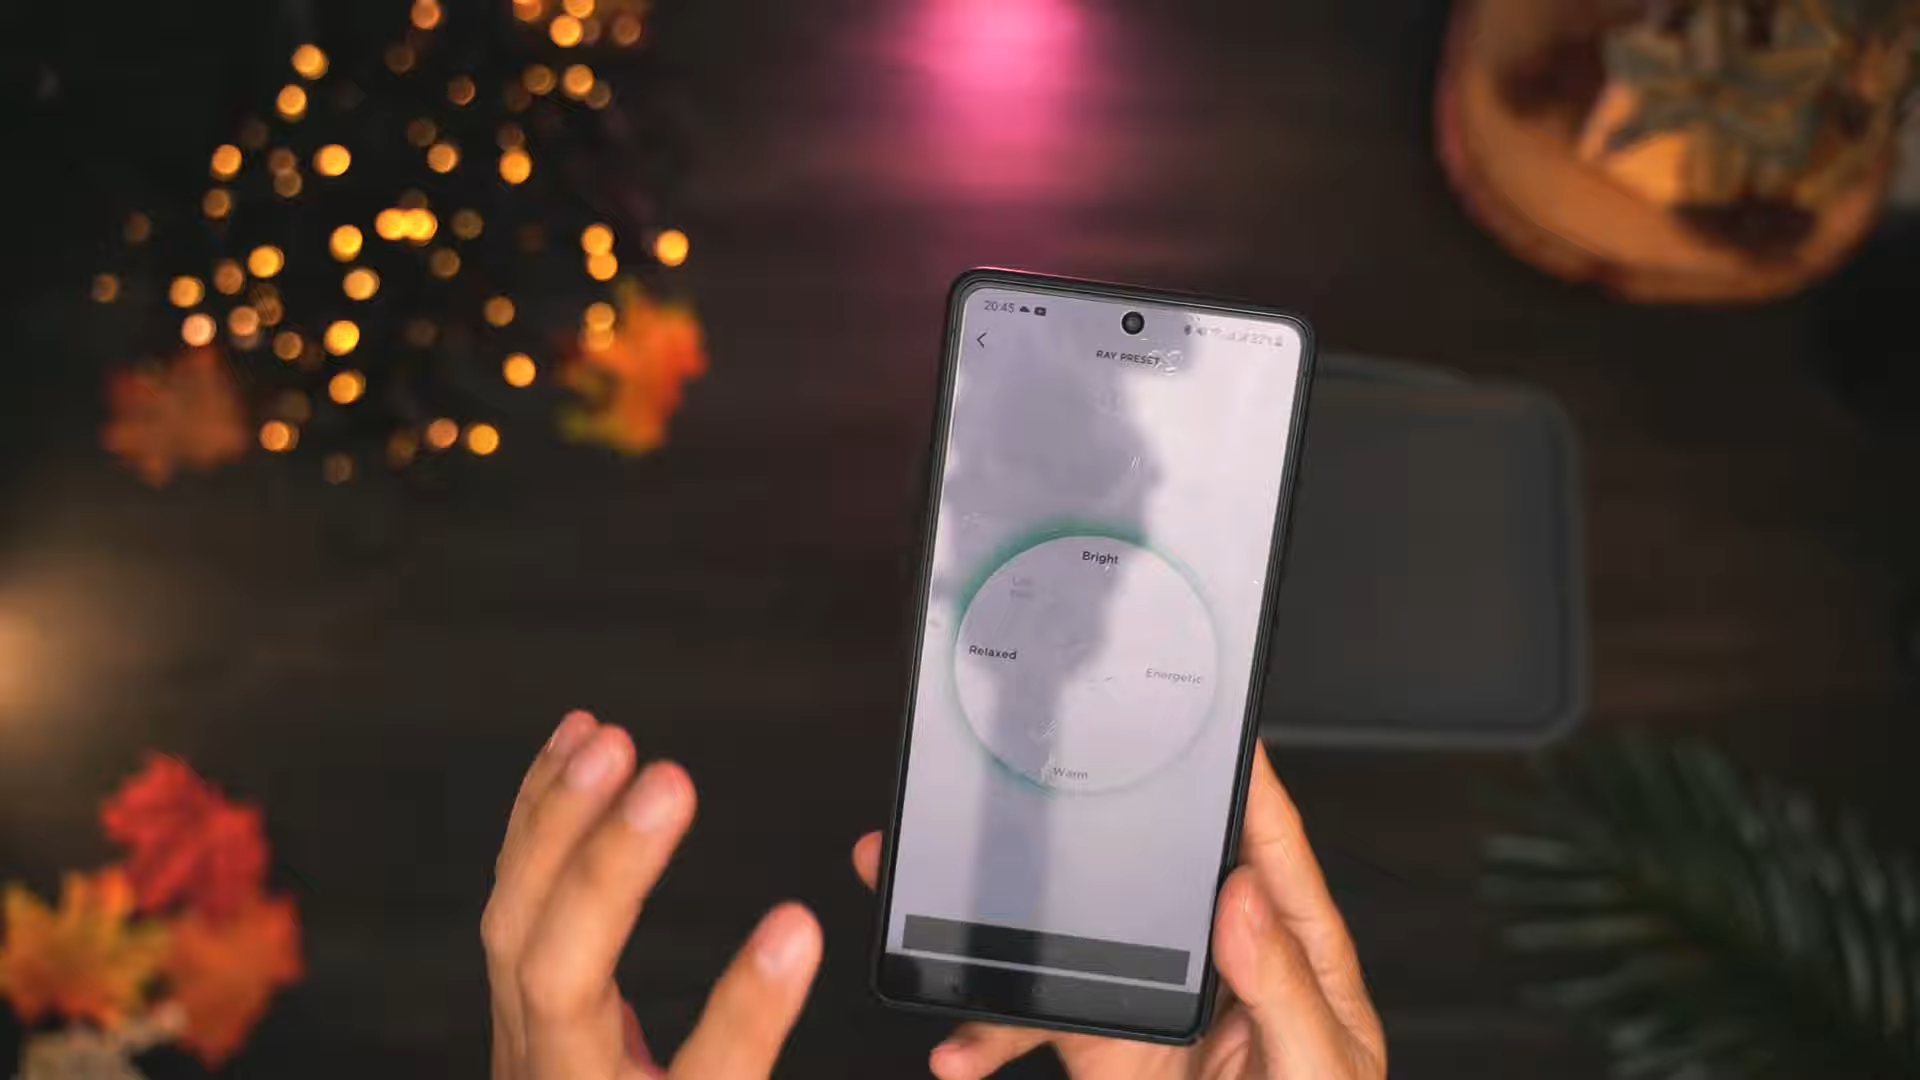 20:45
RAY PRESET
Bright
Relaxed
Energetic
Warm